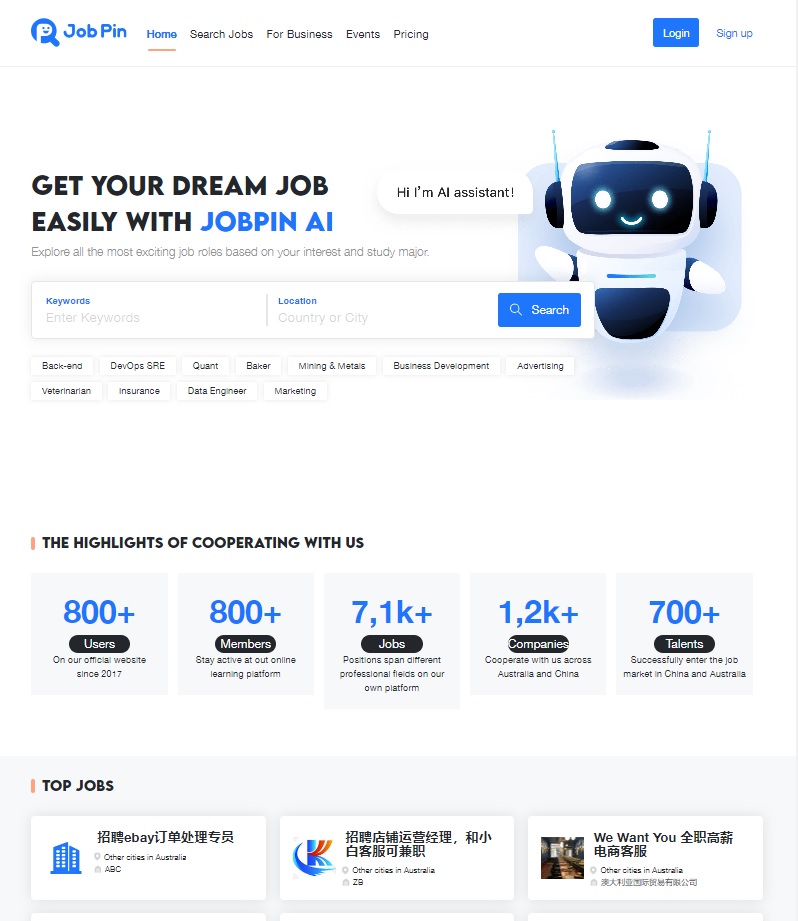 Job Pin
Home
Search Jobs
For Business
Events
Pricing
Login
Sign up
GET YOUR DREAM JOB
EASILY WITH JOBPIN AI
Hi I'm AI assistant!
Explore all the most exciting job roles based on your interest and study major.
Keywords
Enter Keywords
Location
Country or City
Search
Back-end
DevOps SRE
Quant
Baker
Mining & Metals
Business Development
Advertising
Veterinarian
Insurance
Data Engineer
Marketing
THE HIGHLIGHTS OF COOPERATING WITH US
800+
Users
On our official website
since 2017
800+
Members
Stay active at out online
learning platform
7,1k+
Jobs
Positions span different
professional fields on our
own platform
1,2k+
Companies
Cooperate with us across
Australia and China
700+
Talents
Successfully enter the job
market in China and Australia
TOP JOBS
招聘ebay订单处理专员
Other cities in Australia
ABC
招聘店铺运营经理，和小
白客服可兼职
Other cities in Australia
ZB
We Want You 全职高薪
电商客服
Other cities in Australia
澳大利亚国际贸易有限公司